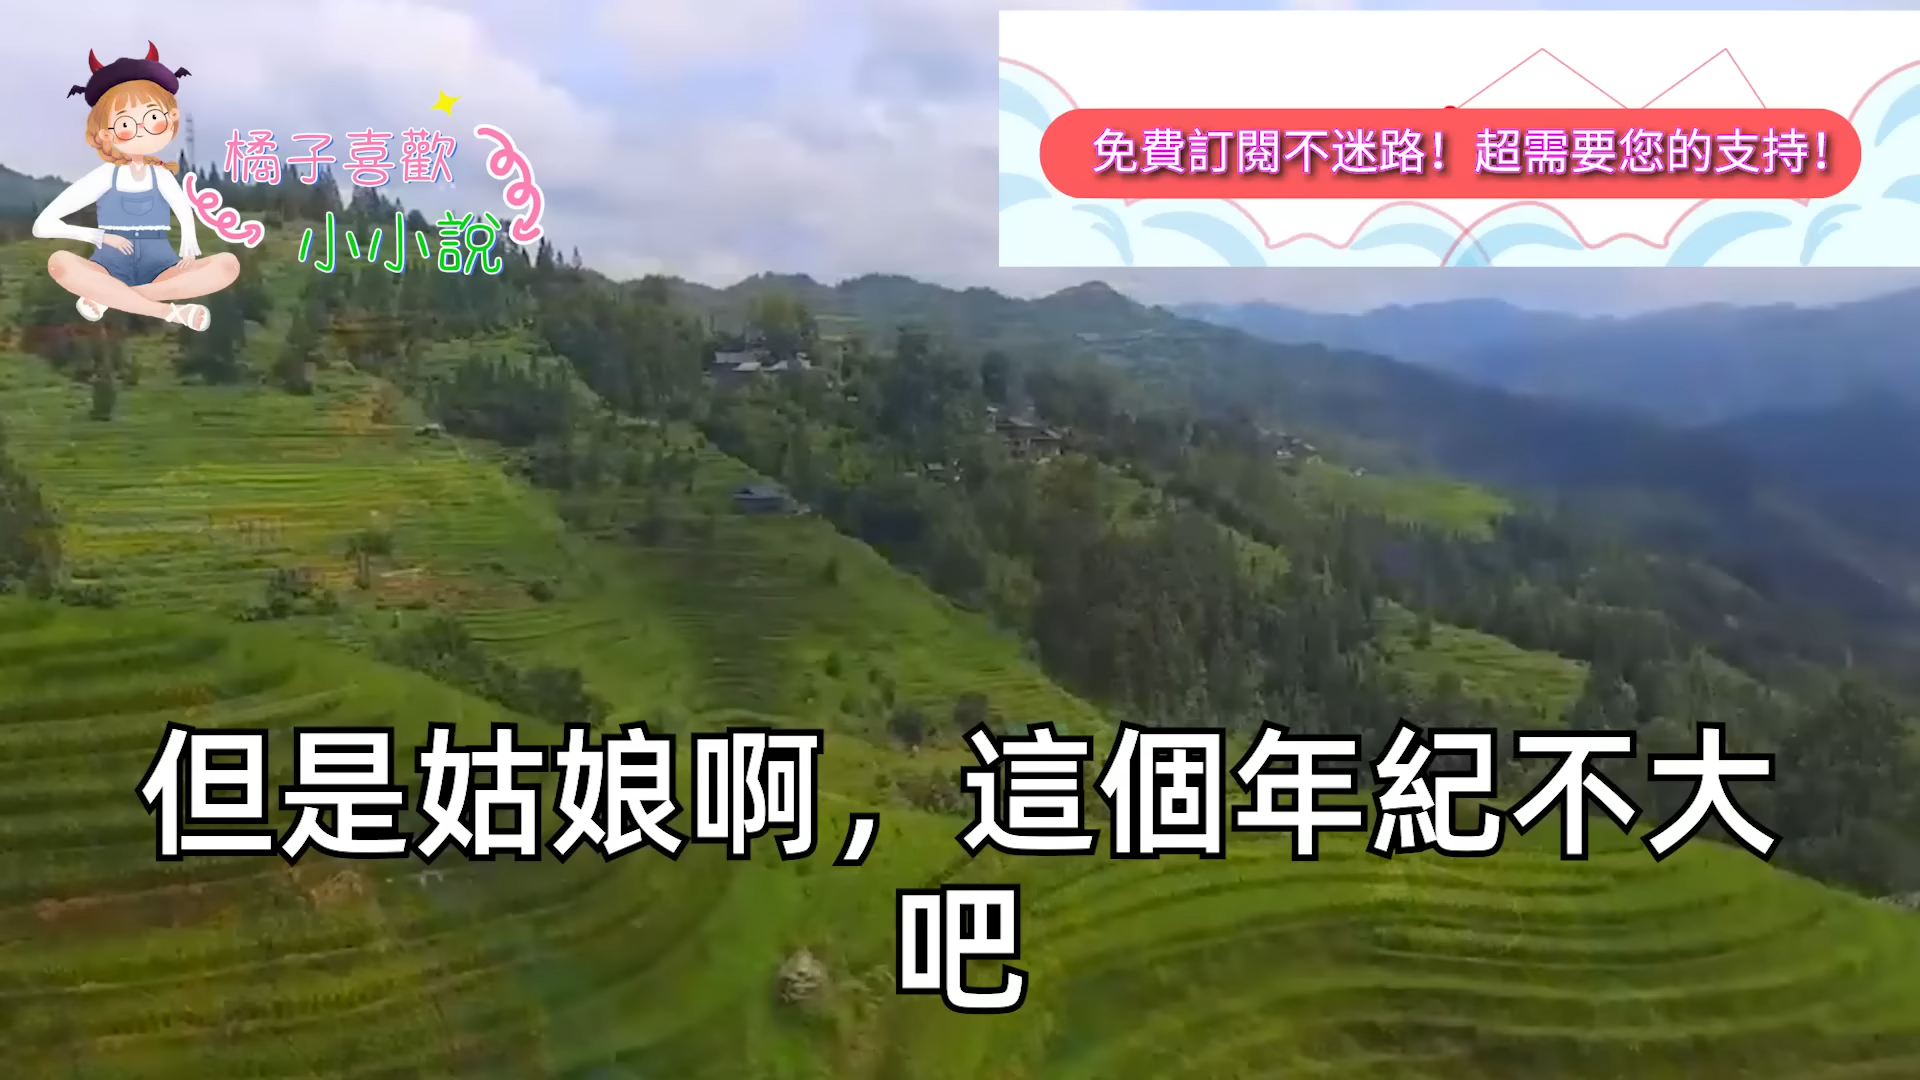 橘子喜歡
小小說
免費訂閱不迷路！超需要您的支持！
但是姑娘啊，這個年紀不大
吧